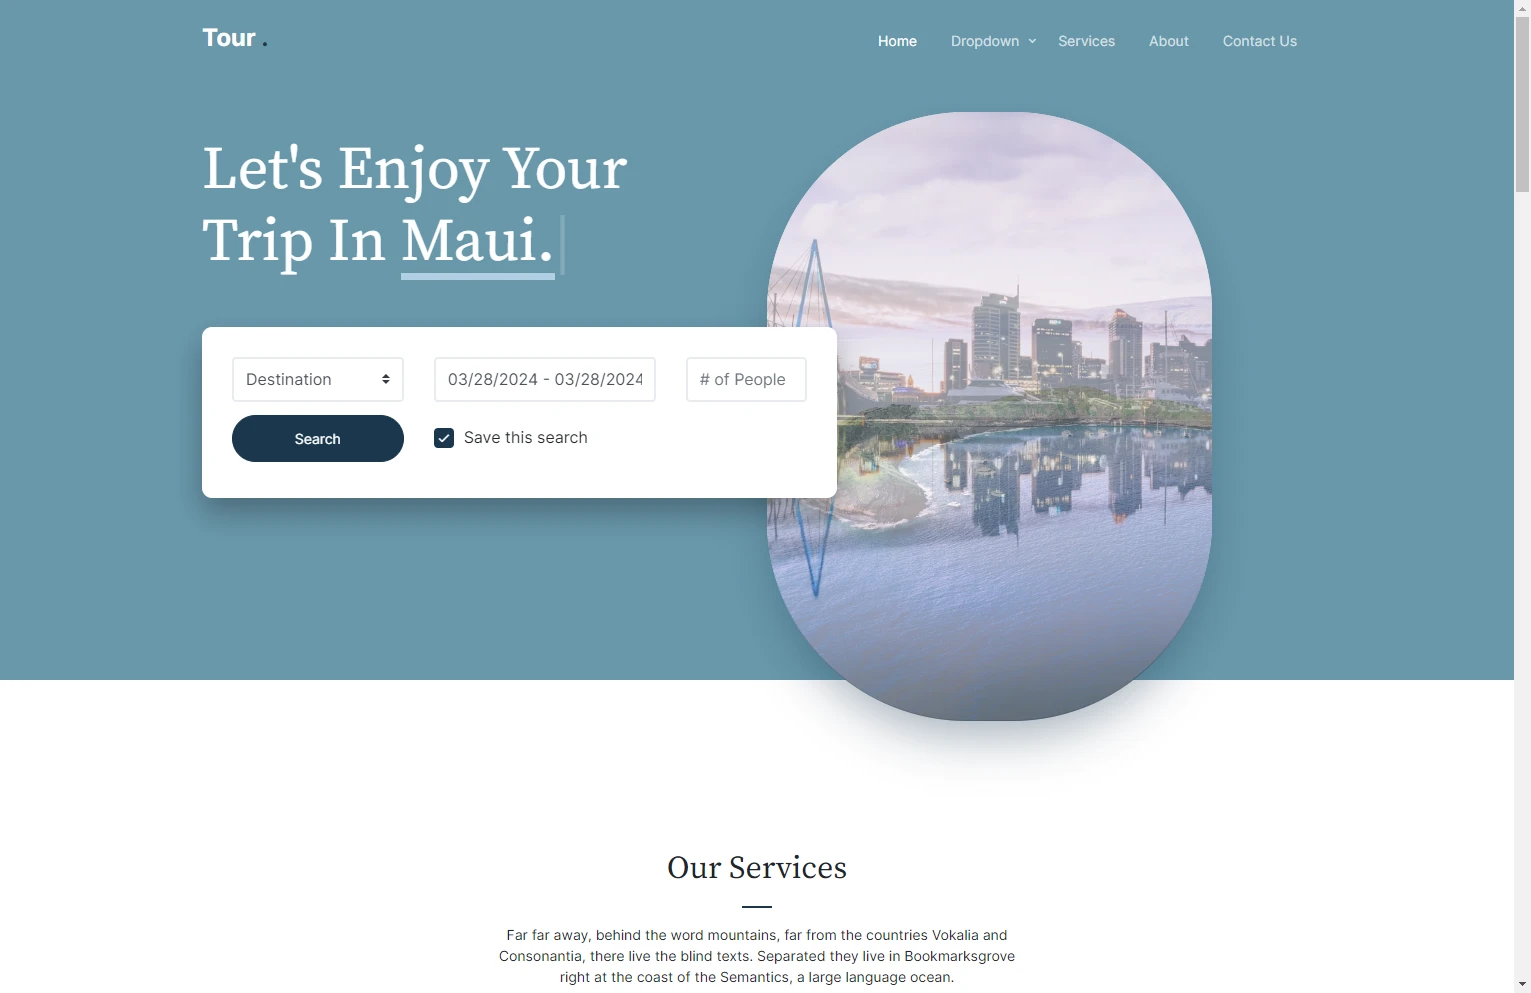 Tour .
Home Dropdown Services About Contact Us
Let's Enjoy Your
Trip In Maui.
Destination
03/28/2024 - 03/28/2024
# of People
Search
Save this search
Our Services
Far far away, behind the word mountains, far from the countries Vokalia and
Consonantia, there live the blind texts. Separated they live in Bookmarksgrove
right at the coast of the Semantics, a large language ocean.